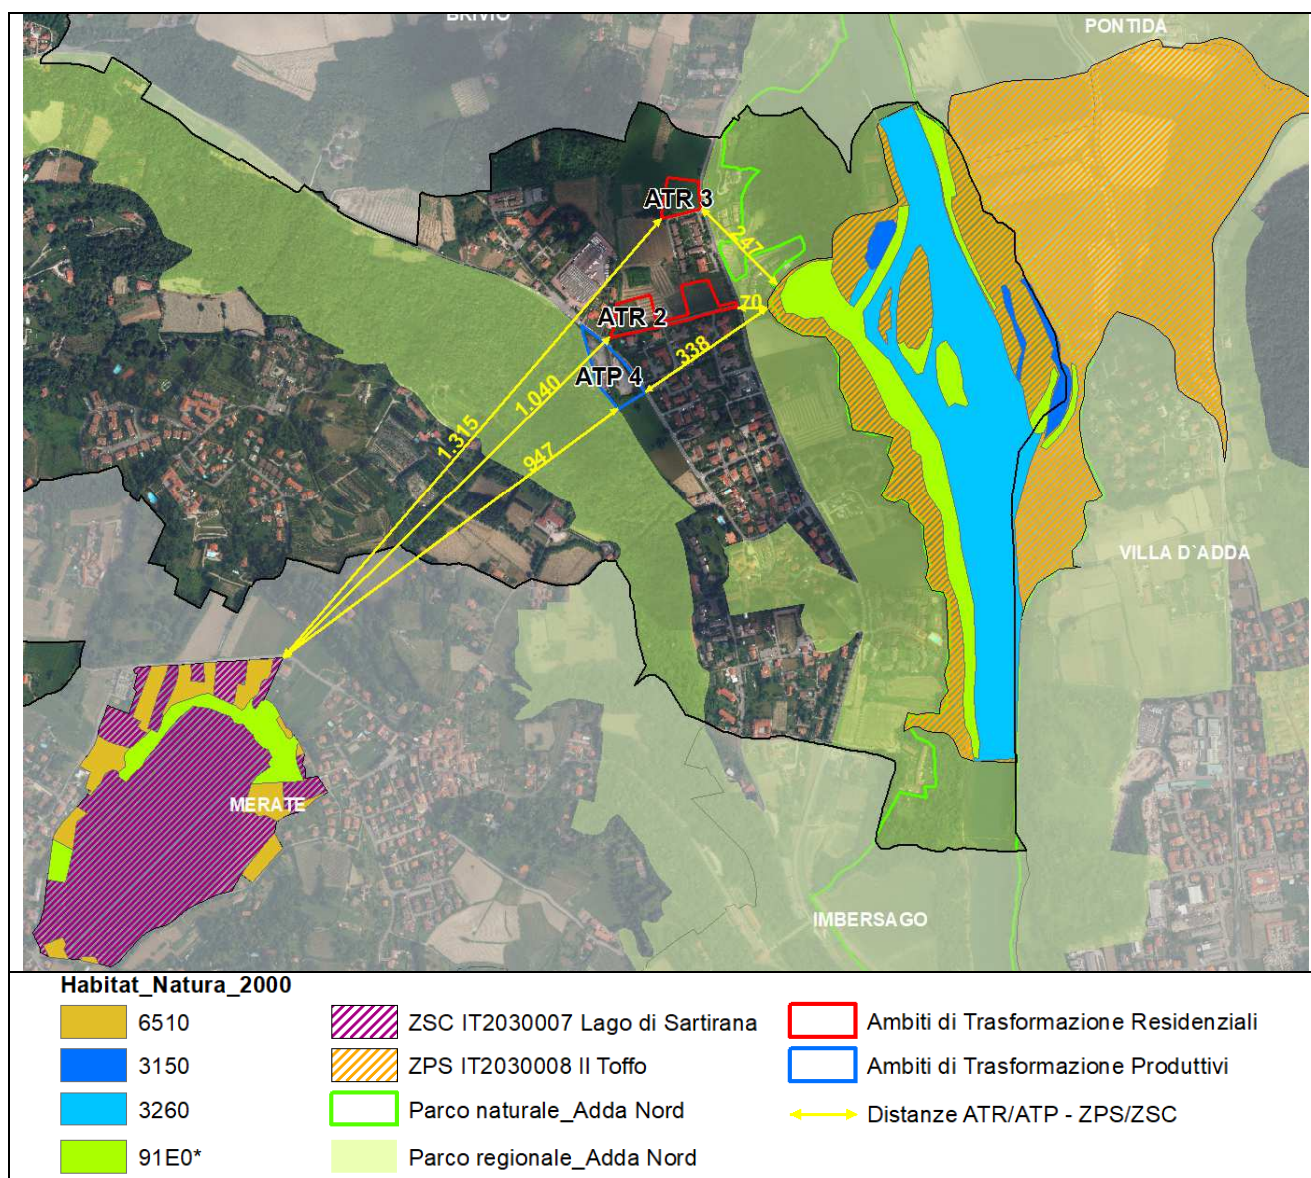 BRIVIO
PONTIDA
ATR 3
247
ATR 2
70
338
ATP 4
1.040
1.315
947
VILLA D`ADDA
MERATE
IMBERSAGO
Habitat_Natura_2000
6510
3150
3260
91E0*
ZSC IT2030007 Lago di Sartirana
ZPS IT2030008 Il Toffo
Parco naturale_Adda Nord
Parco regionale_Adda Nord
Ambiti di Trasformazione Residenziali
Ambiti di Trasformazione Produttivi
Distanze ATR/ATP - ZPS/ZSC